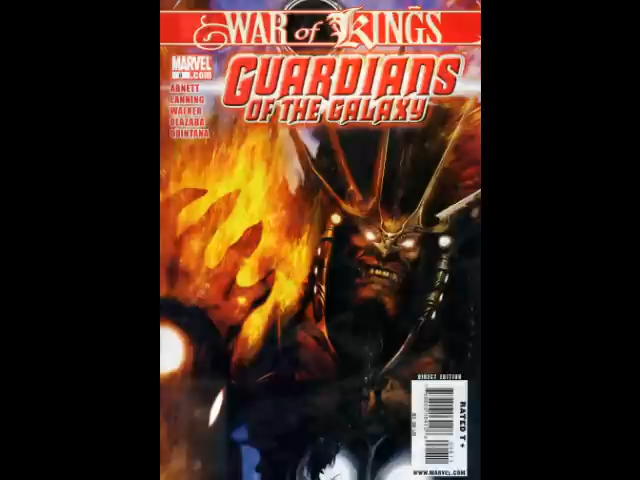 WAR of KINGS
MARVEL
8 .COM
GUARDIANS
OF THE GALAXY
ABNETT
LANNING
WALKER
OLAZABA
QUINTANA
DIRECT EDITION
RATED T+
WWW.MARVEL.COM